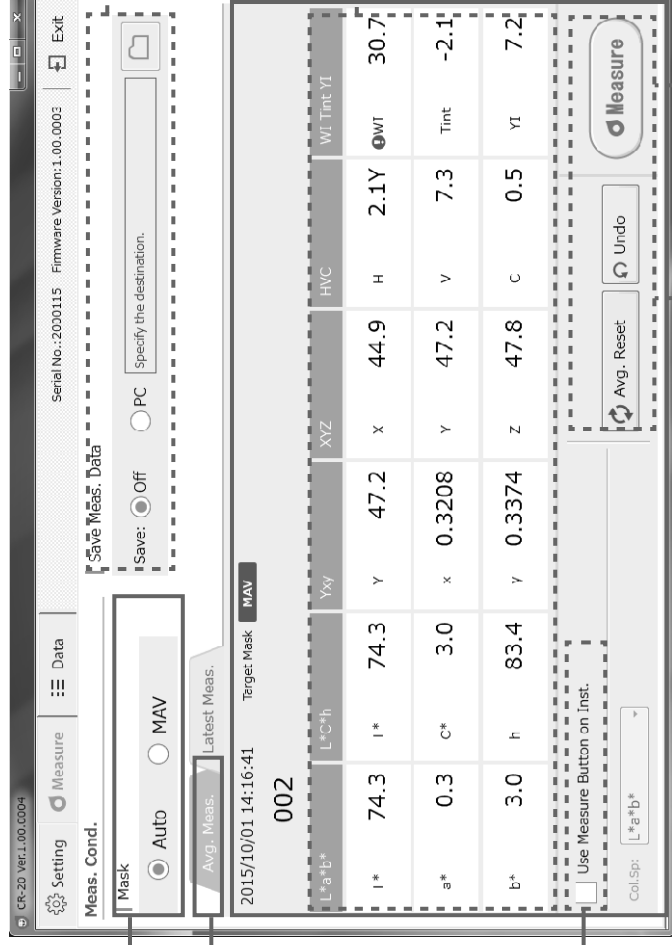 CR-20 Ver.1.00.0004
Setting Measure Data Serial No.: 2000115 Firmware Version:1.00.0003 Exit
Meas. Cond. Save Meas. Data
Mask
Auto MAV Save: Off PC Specify the destination.
Avg. Meas. Latest Meas.
2015/10/01 14:16:41 Target Mask MAV
002
L*a*b* L*C*h Yxy XYZ HVC WI Tint YI
l* 74.3 l* 74.3 Y 47.2 X 44.9 H 2.1Y WI 30.7
a* 0.3 C* 3.0 x 0.3208 Y 47.2 V 7.3 Tint -2.1
b* 3.0 h 83.4 y 0.3374 Z 47.8 C 0.5 YI 7.2
Use Measure Button on Inst.
Col.Sp: L*a*b* Avg. Reset Undo Measure